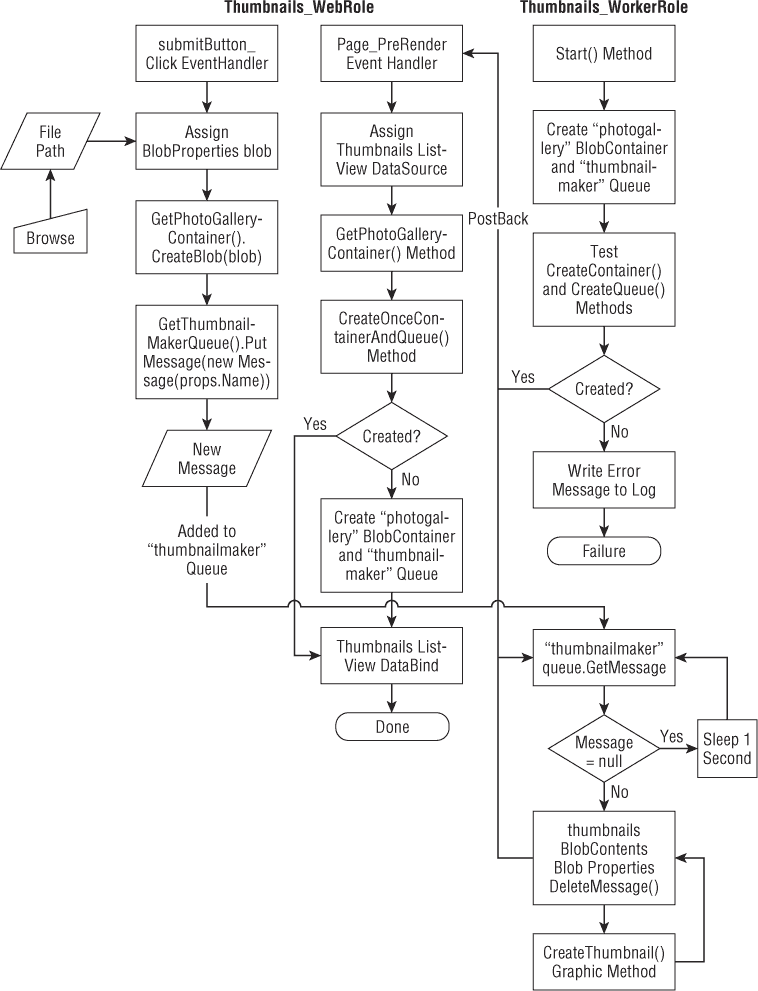 Thumbnails_WebRole
Thumbnails_WorkerRole
submitButton_
Click EventHandler
File
Path
Browse
Assign
BlobProperties blob
GetPhotoGallery-
Container().
CreateBlob(blob)
GetThumbnail-
MakerQueue().Put
Message(new Mes-
sage(props.Name))
New
Message
Added to
“thumbnailmaker”
Queue
Page_PreRender
Event Handler
Assign
Thumbnails List-
View DataSource
GetPhotoGallery-
Container() Method
CreateOnceCon-
tainerAndQueue()
Method
Created?
Yes
No
Create “photogal-
lery” BlobContainer
and “thumbnail-
maker” Queue
Thumbnails List-
View DataBind
Done
PostBack
Start() Method
Create “photogal-
lery” BlobContainer
and “thumbnail-
maker” Queue
Test
CreateContainer()
and CreateQueue()
Methods
Created?
Yes
No
Write Error
Message to Log
Failure
“thumbnailmaker”
queue.GetMessage
Message
= null
Yes
Sleep 1
Second
No
thumbnails
BlobContents
Blob Properties
DeleteMessage()
CreateThumbnail()
Graphic Method